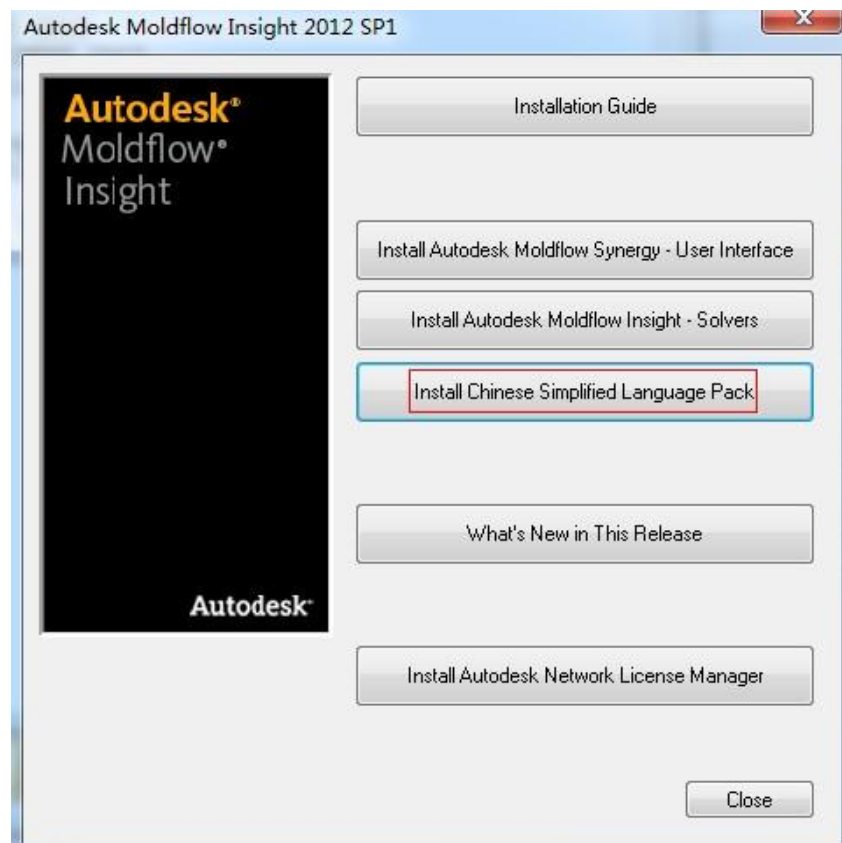 Autodesk Moldflow Insight 2012 SP1
Autodesk®
Moldflow®
Insight
Installation Guide
Install Autodesk Moldflow Synergy - User Interface
Install Autodesk Moldflow Insight - Solvers
Install Chinese Simplified Language Pack
What's New in This Release
Autodesk
Install Autodesk Network License Manager
Close